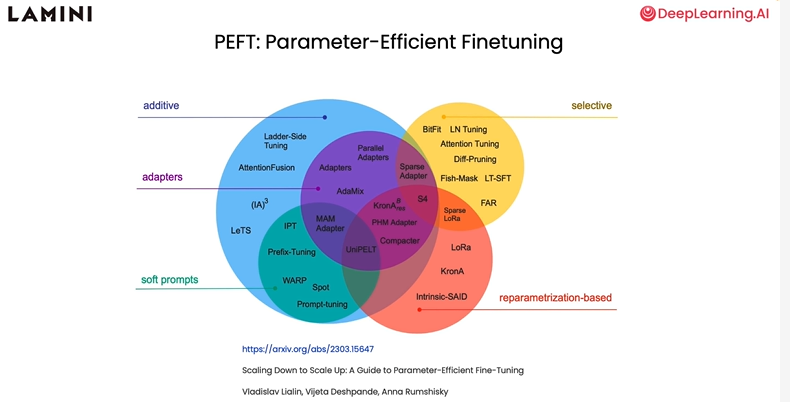 LAMINI
DeepLearning.AI
PEFT: Parameter-Efficient Finetuning
additive
selective
adapters
soft prompts
reparametrization-based
Ladder-Side
Tuning
AttentionFusion
(IA)³
LeTS
Parallel
Adapters
Adapters
AdaMix
MAM
Adapter
IPT
Prefix-Tuning
WARP
Spot
Prompt-tuning
UniPELT
KronA^B_res
PHM Adapter
Compacter
S4
Sparse
Adapter
BitFit
LN Tuning
Attention Tuning
Diff-Pruning
Fish-Mask
LT-SFT
FAR
Sparse
LoRa
LoRa
KronA
Intrinsic-SAID
https://arxiv.org/abs/2303.15647
Scaling Down to Scale Up: A Guide to Parameter-Efficient Fine-Tuning
Vladislav Lialin, Vijeta Deshpande, Anna Rumshisky